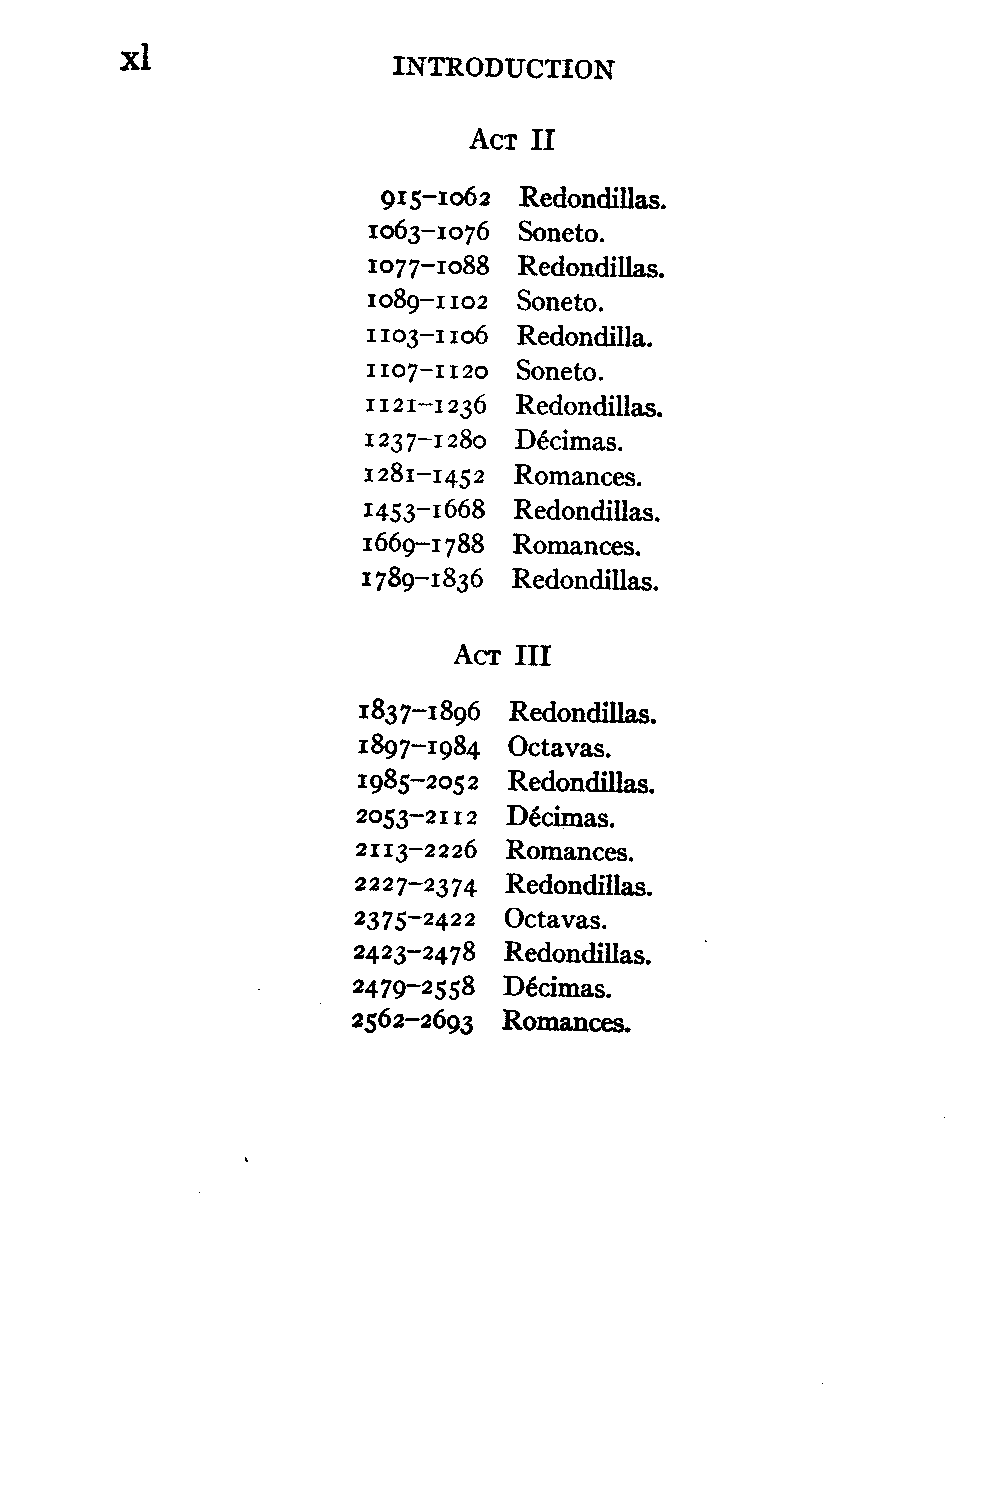 xl INTRODUCTION
ACT II
915–1062 Redondillas.
1063–1076 Soneto.
1077–1088 Redondillas.
1089–1102 Soneto.
1103–1106 Redondilla.
1107–1120 Soneto.
1121–1236 Redondillas.
1237–1280 Décimas.
1281–1452 Romances.
1453–1668 Redondillas.
1669–1788 Romances.
1789–1836 Redondillas.
ACT III
1837–1896 Redondillas.
1897–1984 Octavas.
1985–2052 Redondillas.
2053–2112 Décimas.
2113–2226 Romances.
2227–2374 Redondillas.
2375–2422 Octavas.
2423–2478 Redondillas.
2479–2558 Décimas.
2562–2693 Romances.